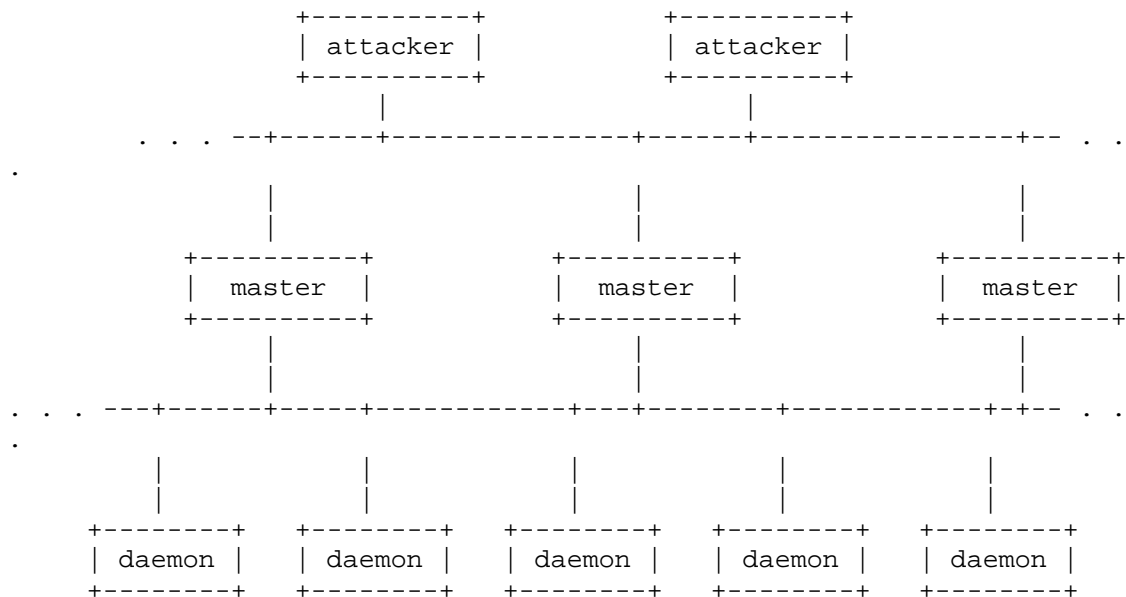 +----------+           +----------+
                  | attacker |           | attacker |
                  +----------+           +----------+
                       |                      |
        . . . --+------+---------------+------+----------------+-- . .
.
                |                      |                       |
                |                      |                       |
           +----------+           +----------+            +----------+
           |  master  |           |  master  |            |  master  |
           +----------+           +----------+            +----------+
                |                      |                       |
                |                      |                       |
. . . ---+------+-----+------------+---+--------+------------+-+-- . .
.
         |            |            |            |            |
         |            |            |            |            |
     +--------+   +--------+   +--------+   +--------+   +--------+
     | daemon |   | daemon |   | daemon |   | daemon |   | daemon |
     +--------+   +--------+   +--------+   +--------+   +--------+